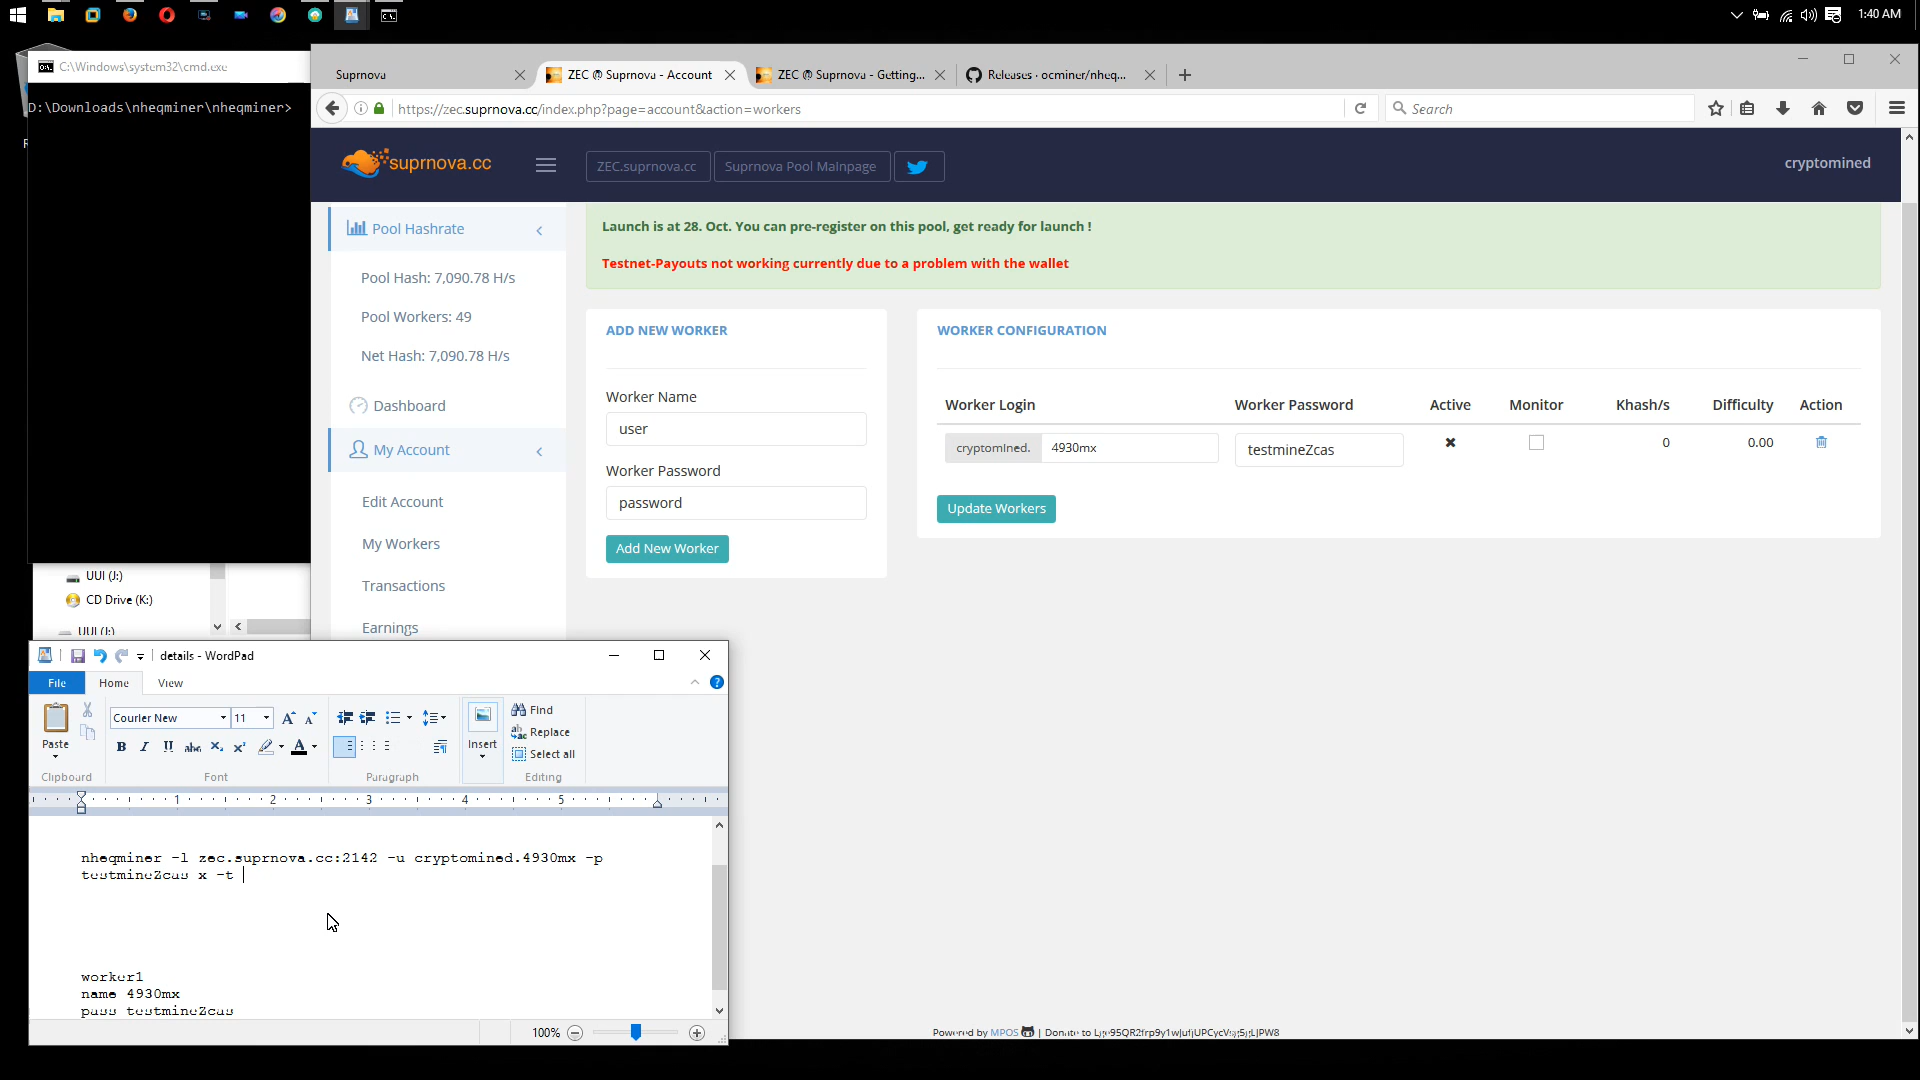 1:40 AM
C:\Windows\system32\cmd.exe
D:\Downloads\nheqminer\nheqminer>
Suprnova
ZEC @ Suprnova - Account
ZEC @ Suprnova - Getting...
Releases · ocminer/nheq...
https://zec.suprnova.cc/index.php?page=account&action=workers
Search
suprnova.cc
ZEC.suprnova.cc
Suprnova Pool Mainpage
cryptomined
Pool Hashrate
Pool Hash: 7,090.78 H/s
Pool Workers: 49
Net Hash: 7,090.78 H/s
Dashboard
My Account
Edit Account
My Workers
Transactions
Earnings
Launch is at 28. Oct. You can pre-register on this pool, get ready for launch !
Testnet-Payouts not working currently due to a problem with the wallet
ADD NEW WORKER
Worker Name
user
Worker Password
password
Add New Worker
WORKER CONFIGURATION
Worker Login Worker Password Active Monitor Khash/s Difficulty Action
cryptomined. 4930mx testmineZcas 0 0.00
Update Workers
UUI (J:)
CD Drive (K:)
UUI (J:)
details - WordPad
File Home View
Paste
Clipboard
Courier New 11
Font
Paragraph
Insert
Find
Replace
Select all
Editing
1 2 3 4 5
nheqminer -l zec.suprnova.cc:2142 -u cryptomined.4930mx -p
testmineZcas x -t
worker1
name 4930mx
pass testmineZcas
100%
Powered by MPOS | Donate to